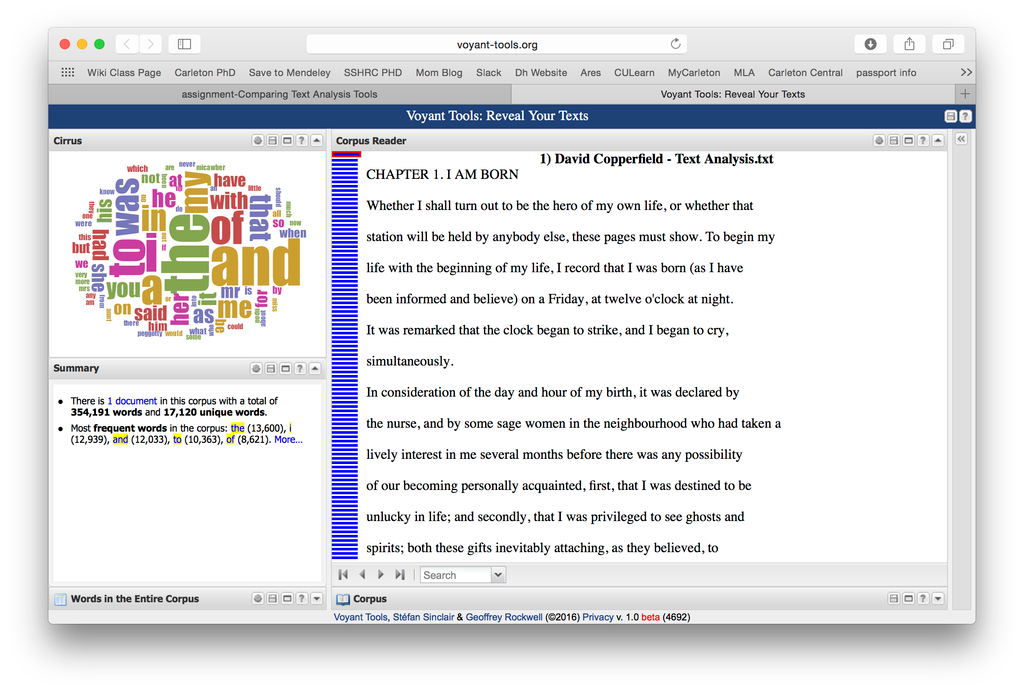 voyant-tools.org
Wiki Class Page Carleton PhD Save to Mendeley SSHRC PHD Mom Blog Slack Dh Website Ares CULearn MyCarleton MLA Carleton Central passport info
assignment-Comparing Text Analysis Tools Voyant Tools: Reveal Your Texts
Voyant Tools: Reveal Your Texts
Cirrus
which are never micawber
not at have little
know he my with that should
his was in of all so now
were one this but had to i the and when
we she a you her it mr is for by
very more mrs any am on said as me miss
there him what be could
peggotty would some
Summary
There is 1 document in this corpus with a total of
354,191 words and 17,120 unique words.
Most frequent words in the corpus: the (13,600), i
(12,939), and (12,033), to (10,363), of (8,621). More...
Words in the Entire Corpus
Corpus Reader
1) David Copperfield - Text Analysis.txt
CHAPTER 1. I AM BORN
Whether I shall turn out to be the hero of my own life, or whether that
station will be held by anybody else, these pages must show. To begin my
life with the beginning of my life, I record that I was born (as I have
been informed and believe) on a Friday, at twelve o'clock at night.
It was remarked that the clock began to strike, and I began to cry,
simultaneously.
In consideration of the day and hour of my birth, it was declared by
the nurse, and by some sage women in the neighbourhood who had taken a
lively interest in me several months before there was any possibility
of our becoming personally acquainted, first, that I was destined to be
unlucky in life; and secondly, that I was privileged to see ghosts and
spirits; both these gifts inevitably attaching, as they believed, to
Search
Corpus
Voyant Tools, Stéfan Sinclair & Geoffrey Rockwell (©2016) Privacy v. 1.0 beta (4692)